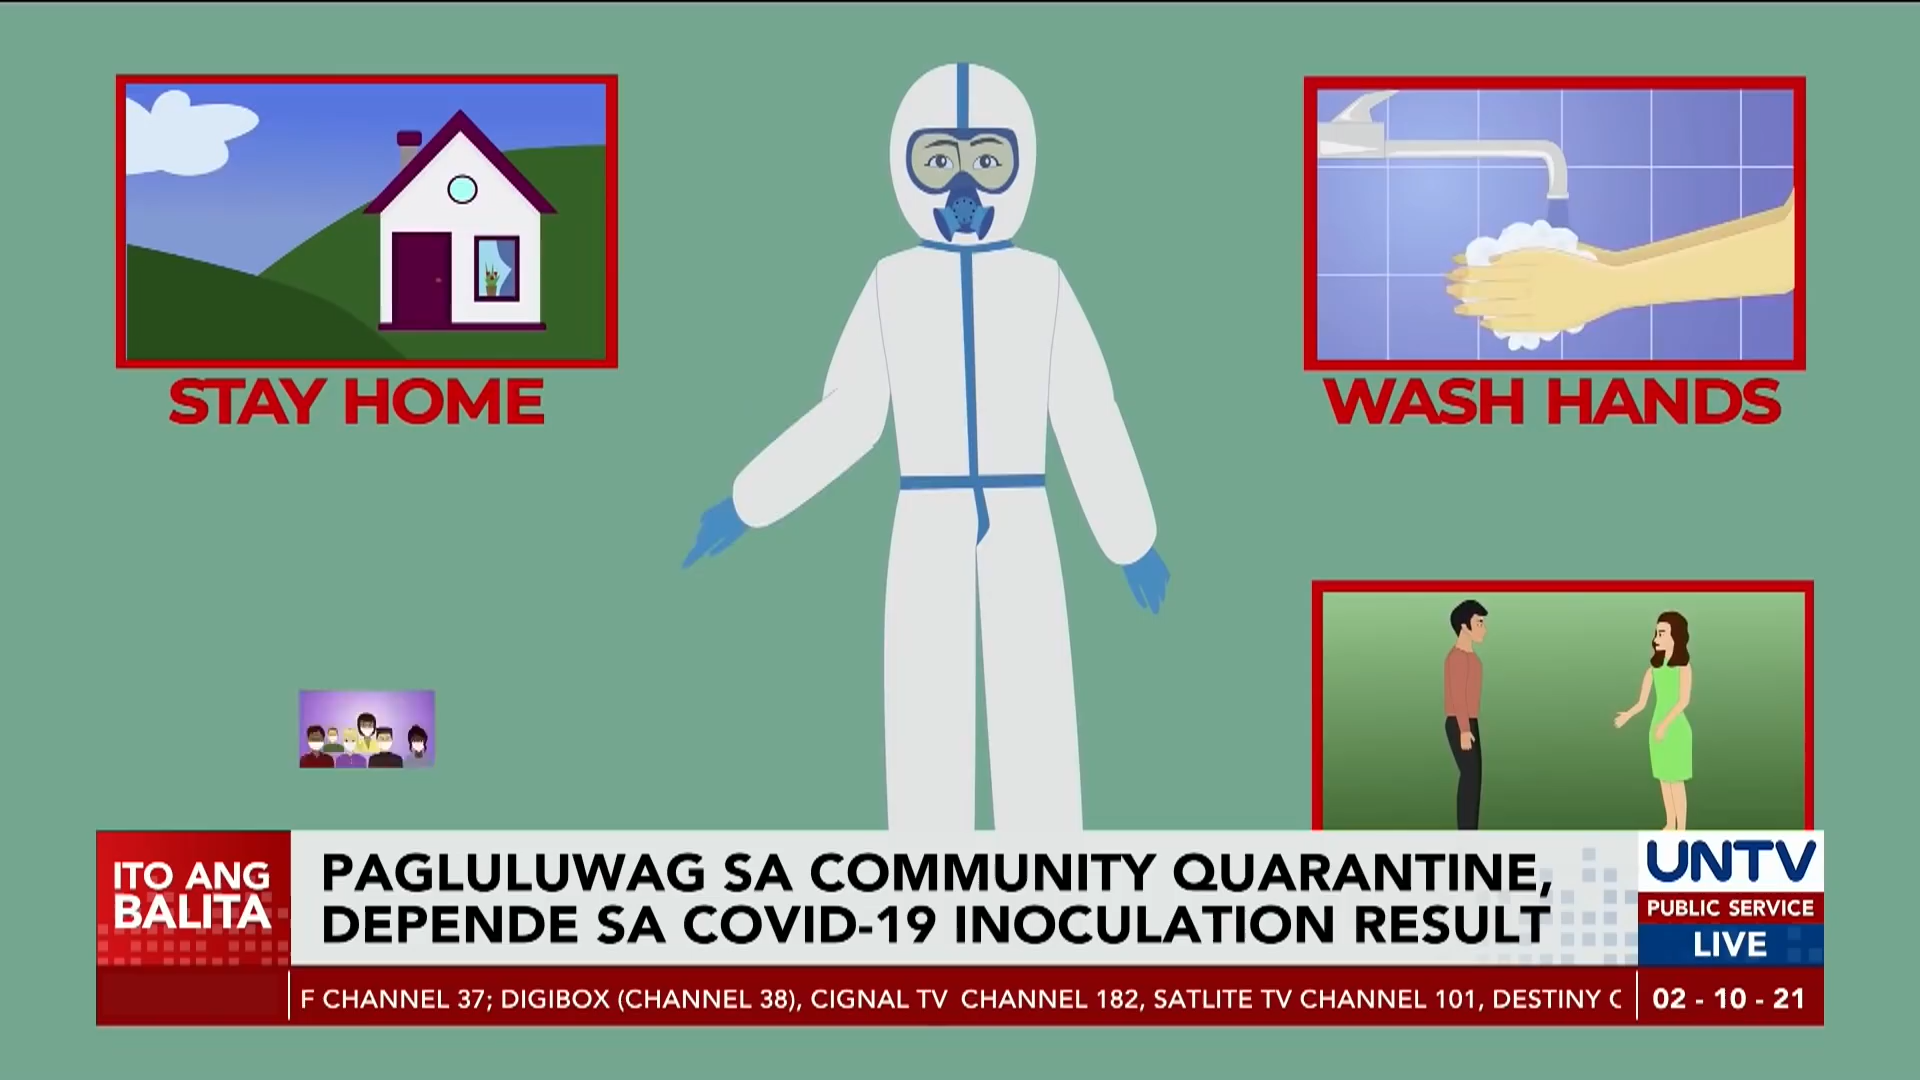 STAY HOME
WASH HANDS
ITO ANG
BALITA
PAGLULUWAG SA COMMUNITY QUARANTINE,
DEPENDE SA COVID-19 INOCULATION RESULT
UNTV
PUBLIC SERVICE
LIVE
F CHANNEL 37; DIGIBOX (CHANNEL 38), CIGNAL TV CHANNEL 182, SATLITE TV CHANNEL 101, DESTINY
02 - 10 - 21